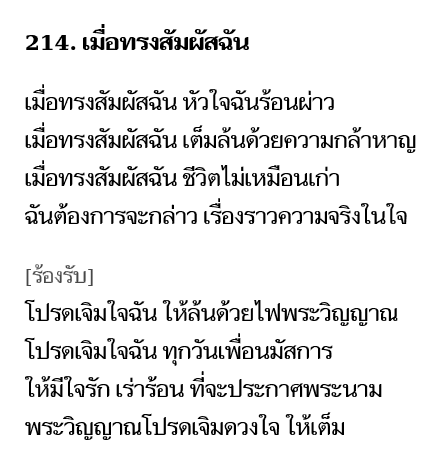 214. เมื่อทรงสัมผัสฉัน
เมื่อทรงสัมผัสฉัน หัวใจฉันร้อนผ่าว
เมื่อทรงสัมผัสฉัน เต็มล้นด้วยความกล้าหาญ
เมื่อทรงสัมผัสฉัน ชีวิตไม่เหมือนเก่า
ฉันต้องการจะกล่าว เรื่องราวความจริงในใจ
[ร้องรับ]
โปรดเจิมใจฉัน ให้ล้นด้วยไฟพระวิญญาณ
โปรดเจิมใจฉัน ทุกวันเพื่อนมัสการ
ให้มีใจรัก เร่าร้อน ที่จะประกาศพระนาม
พระวิญญาณโปรดเจิมดวงใจ ให้เต็ม